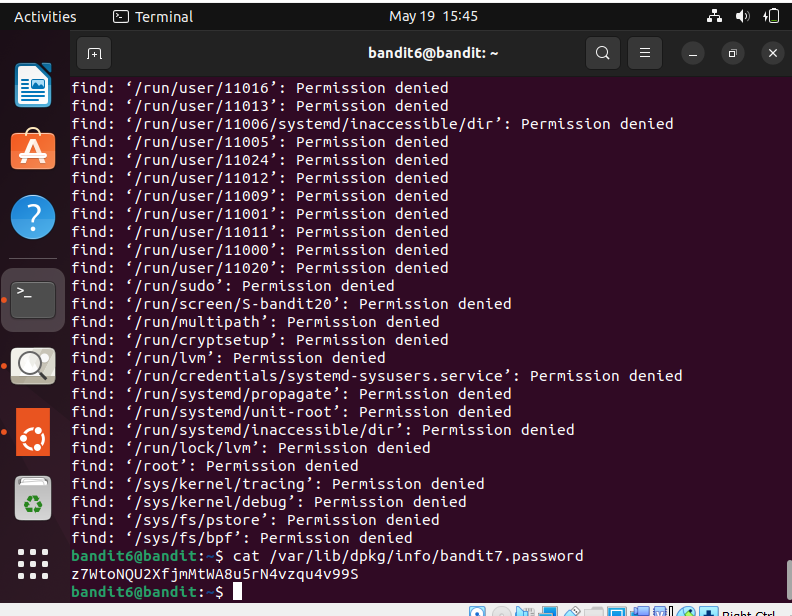 Activities
Terminal
May 19 15:45
bandit6@bandit: ~
find: ‘/run/user/11016’: Permission denied
find: ‘/run/user/11013’: Permission denied
find: ‘/run/user/11006/systemd/inaccessible/dir’: Permission denied
find: ‘/run/user/11005’: Permission denied
find: ‘/run/user/11024’: Permission denied
find: ‘/run/user/11012’: Permission denied
find: ‘/run/user/11009’: Permission denied
find: ‘/run/user/11001’: Permission denied
find: ‘/run/user/11011’: Permission denied
find: ‘/run/user/11000’: Permission denied
find: ‘/run/user/11020’: Permission denied
find: ‘/run/sudo’: Permission denied
find: ‘/run/screen/S-bandit20’: Permission denied
find: ‘/run/multipath’: Permission denied
find: ‘/run/cryptsetup’: Permission denied
find: ‘/run/lvm’: Permission denied
find: ‘/run/credentials/systemd-sysusers.service’: Permission denied
find: ‘/run/systemd/propagate’: Permission denied
find: ‘/run/systemd/unit-root’: Permission denied
find: ‘/run/systemd/inaccessible/dir’: Permission denied
find: ‘/run/lock/lvm’: Permission denied
find: ‘/root’: Permission denied
find: ‘/sys/kernel/tracing’: Permission denied
find: ‘/sys/kernel/debug’: Permission denied
find: ‘/sys/fs/pstore’: Permission denied
find: ‘/sys/fs/bpf’: Permission denied
bandit6@bandit:~$ cat /var/lib/dpkg/info/bandit7.password
z7WtoNQU2XfjmMtWA8u5rN4vzqu4v99S
bandit6@bandit:~$
Right Ctrl